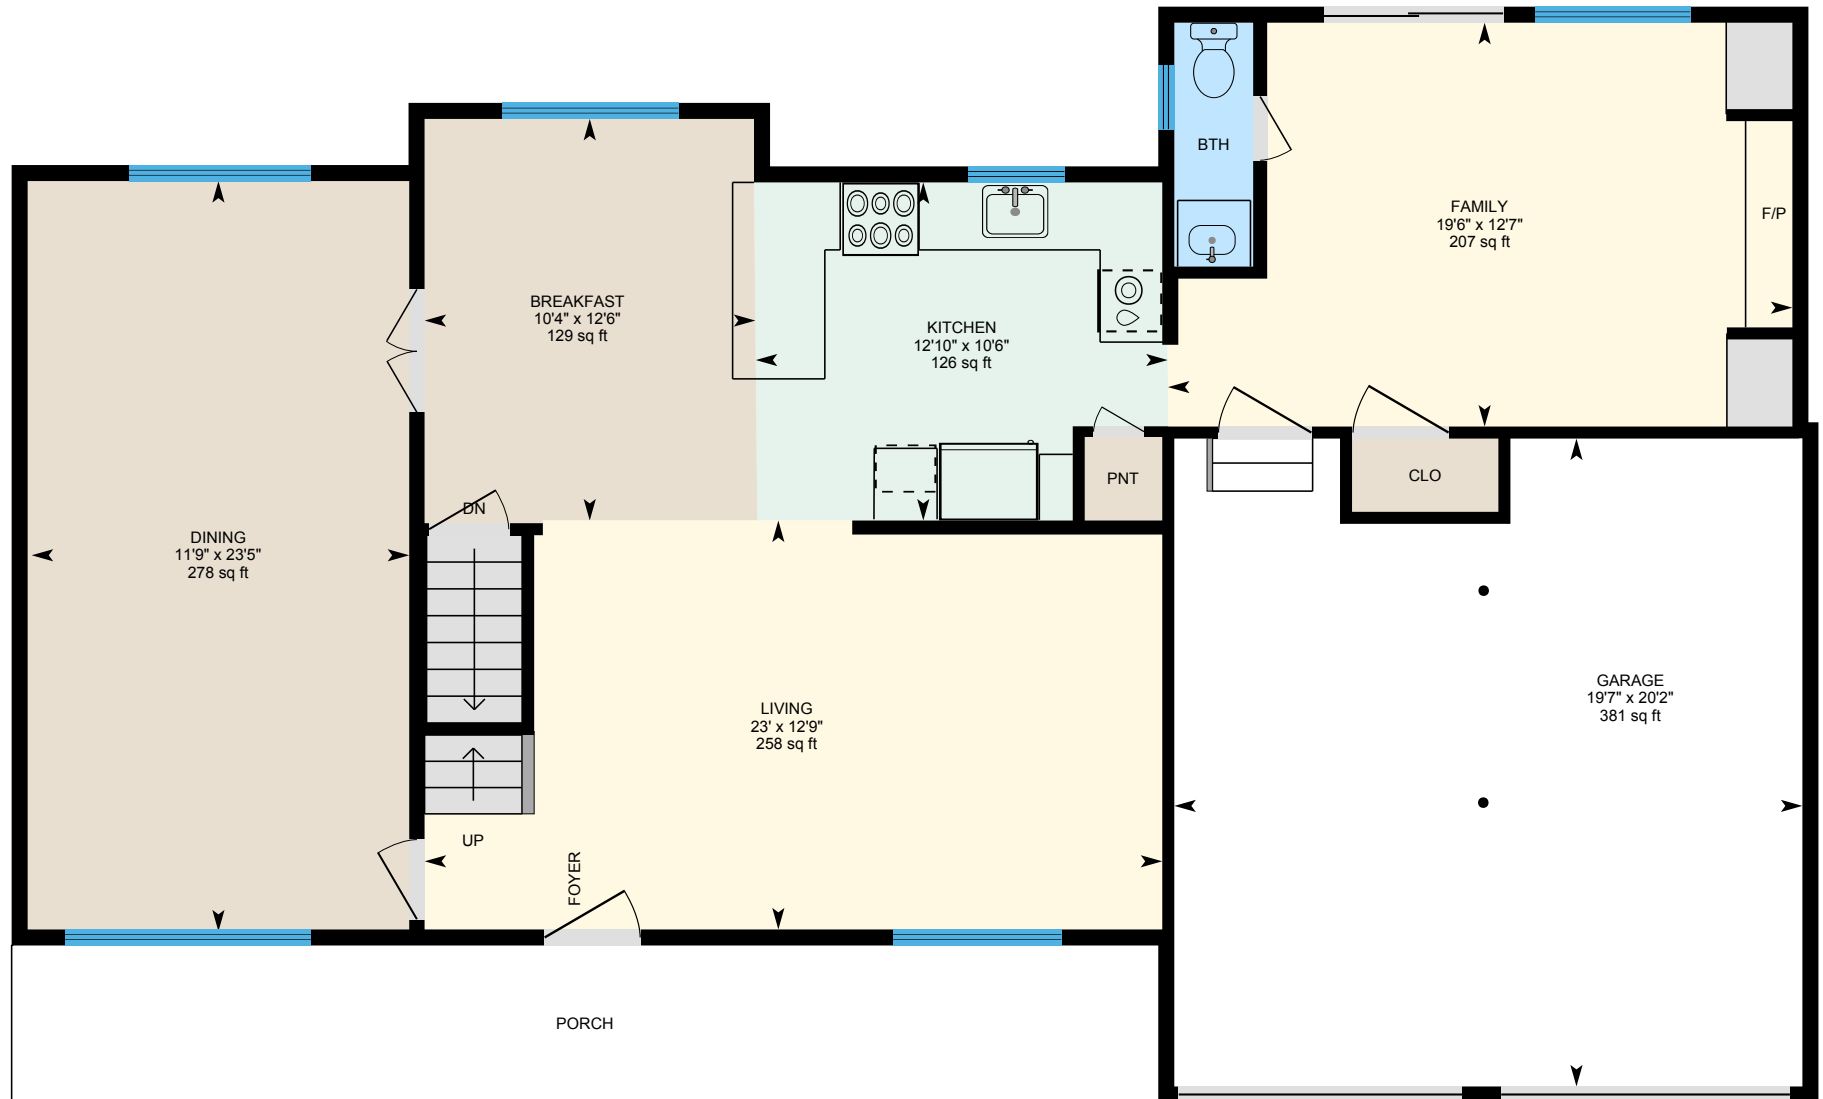 BTH
FAMILY
19'6" x 12'7"
207 sq ft
F/P
BREAKFAST
10'4" x 12'6"
129 sq ft
KITCHEN
12'10" x 10'6"
126 sq ft
PNT
CLO
DN
DINING
11'9" x 23'5"
278 sq ft
LIVING
23' x 12'9"
258 sq ft
GARAGE
19'7" x 20'2"
381 sq ft
UP
FOYER
PORCH